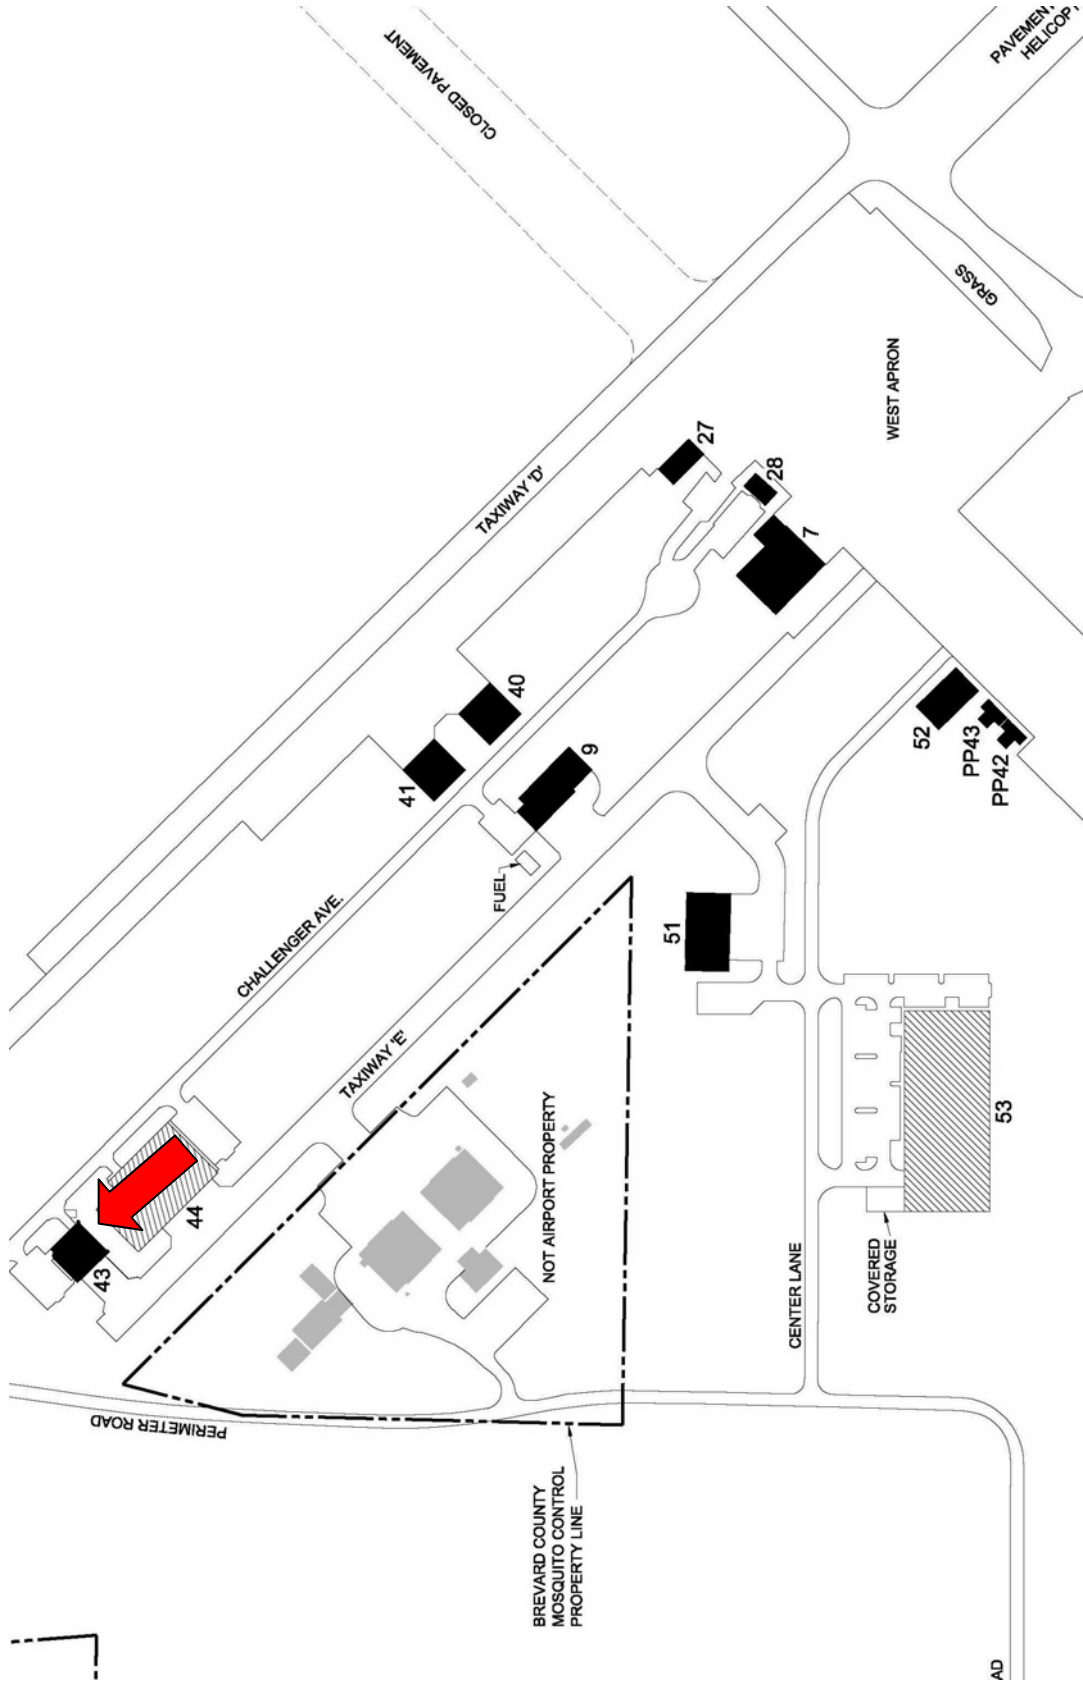 CLOSED PAVEMENT
PAVEMEN
HELICOPT
GRASS
WEST APRON
TAXIWAY 'D'
27
28
7
40
41
9
FUEL
52
PP43
PP42
51
CHALLENGER AVE.
TAXIWAY 'E'
44
43
NOT AIRPORT PROPERTY
53
COVERED
STORAGE
CENTER LANE
PERIMETER ROAD
BREVARD COUNTY
MOSQUITO CONTROL
PROPERTY LINE
AD